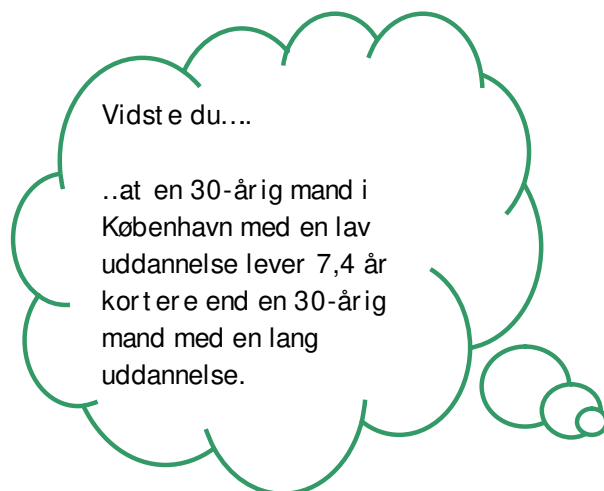 Vidste du....
..at en 30-årig mand i
København med en lav
uddannelse lever 7,4 år
kortere end en 30-årig
mand med en lang
uddannelse.